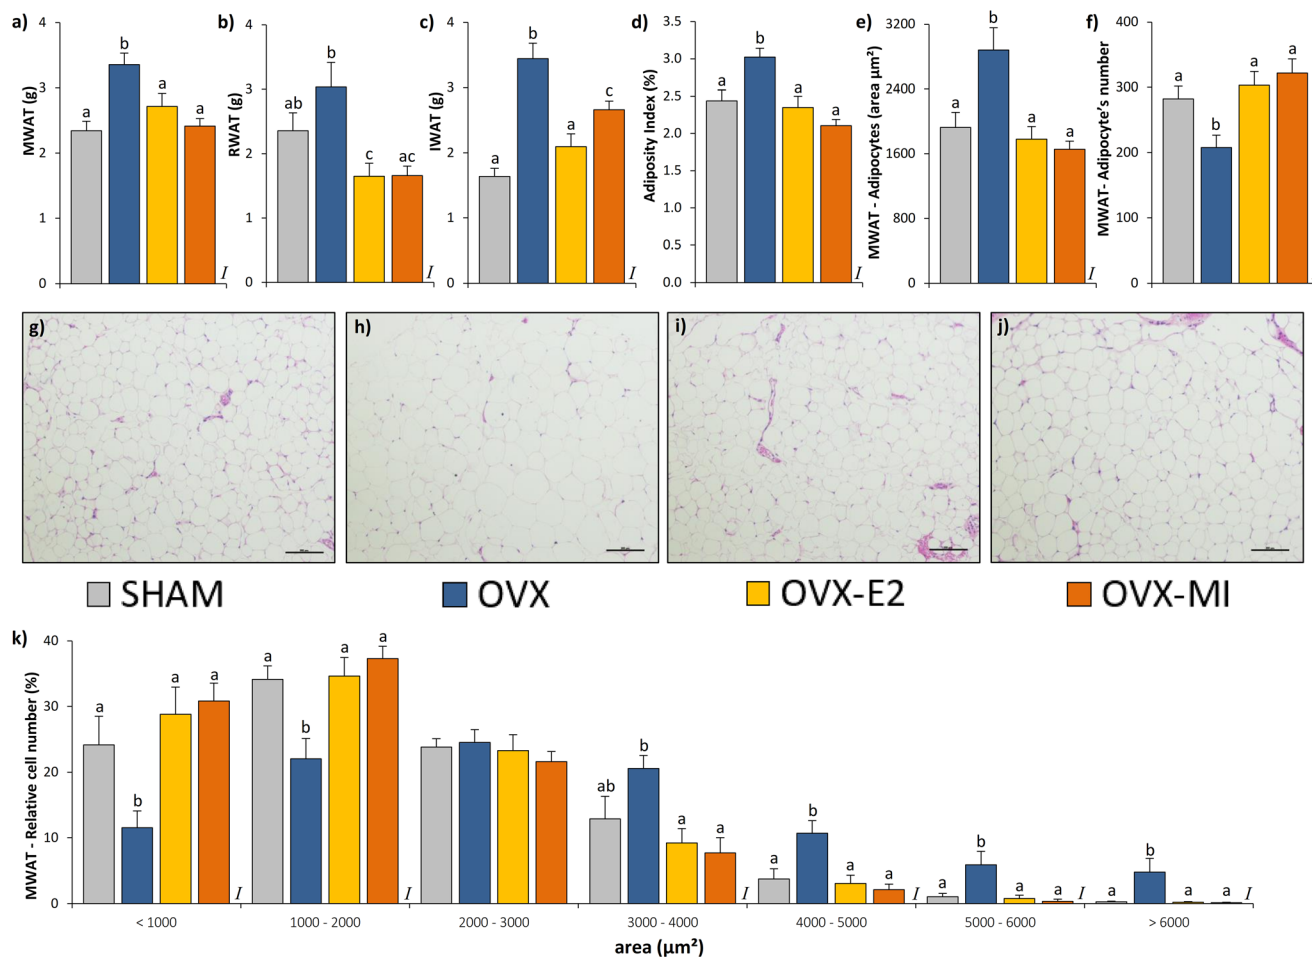 a)
MWAT (g)
4
3
2
1
0
a
b
a
a
I
b)
RWAT (g)
4
3
2
1
0
ab
b
c
ac
I
c)
IWAT (g)
4
3
2
1
0
a
b
a
c
I
d)
Adiposity Index (%)
3.5
3.0
2.5
2.0
1.5
1.0
0.5
0.0
a
b
a
a
I
e)
MWAT - Adipocytes (area µm²)
3200
2400
1600
800
0
a
b
a
a
I
f)
MWAT- Adipocyte's number
400
300
200
100
0
a
b
a
a
I
g)
h)
i)
j)
SHAM
OVX
OVX-E2
OVX-MI
k)
MWAT - Relative cell number (%)
40
30
20
10
0
a
b
a
a
I
a
b
a
a
I
ab
b
a
a
I
a
b
a
a
I
a
b
a
a
I
a
b
a
a
I
< 1000
1000 - 2000
2000 - 3000
3000 - 4000
4000 - 5000
5000 - 6000
> 6000
area (µm²)